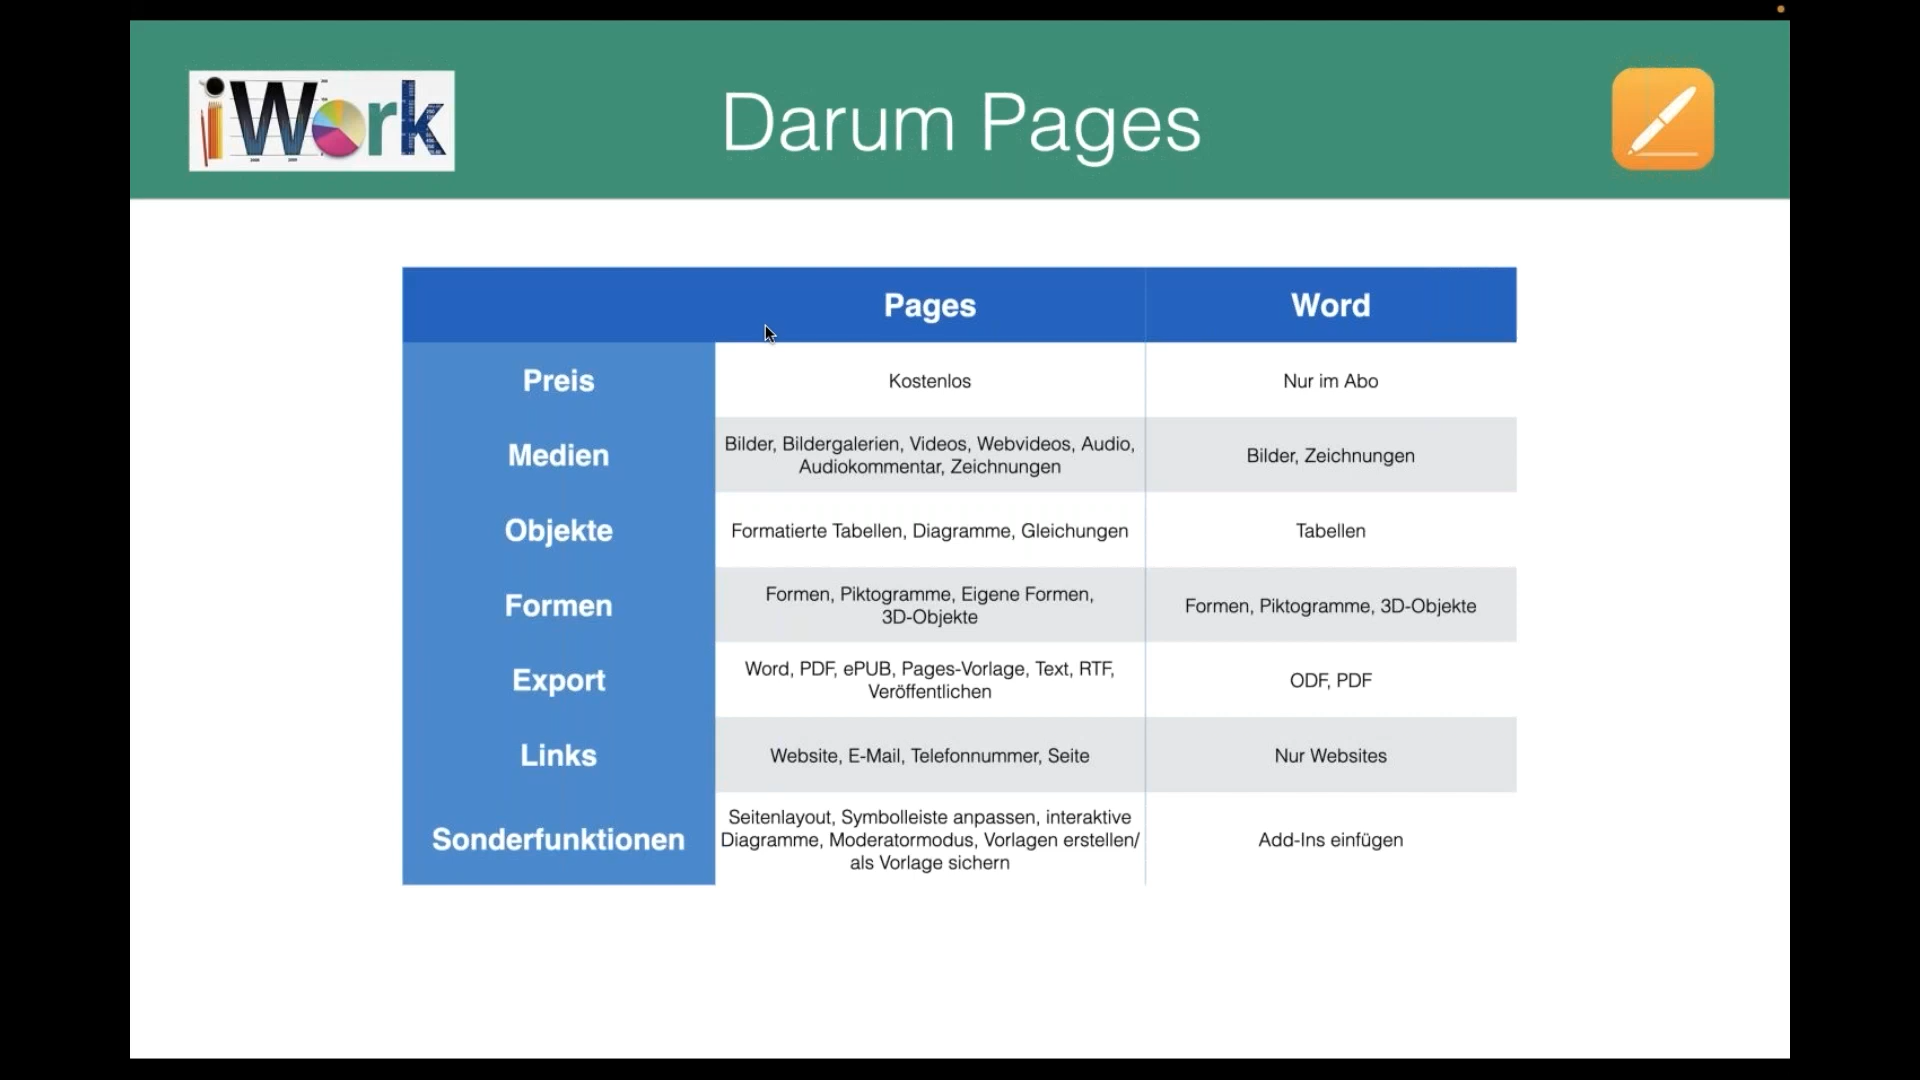 iWork
Darum Pages
Pages
Word
Preis
Kostenlos
Nur im Abo
Medien
Bilder, Bildergalerien, Videos, Webvideos, Audio,
Audiokommentar, Zeichnungen
Bilder, Zeichnungen
Objekte
Formatierte Tabellen, Diagramme, Gleichungen
Tabellen
Formen
Formen, Piktogramme, Eigene Formen,
3D-Objekte
Formen, Piktogramme, 3D-Objekte
Export
Word, PDF, ePUB, Pages-Vorlage, Text, RTF,
Veröffentlichen
ODF, PDF
Links
Website, E-Mail, Telefonnummer, Seite
Nur Websites
Sonderfunktionen
Seitenlayout, Symbolleiste anpassen, interaktive
Diagramme, Moderatormodus, Vorlagen erstellen/
als Vorlage sichern
Add-Ins einfügen